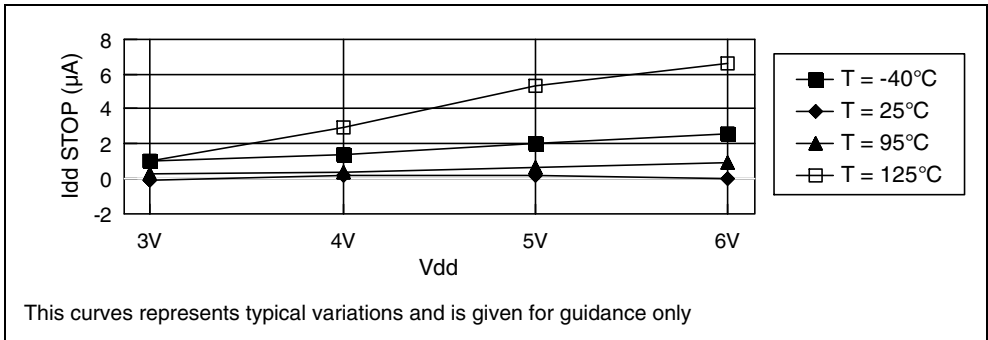 Idd STOP (µA)
8
6
4
2
0
-2
3V
4V
5V
6V
Vdd
T = -40°C
T = 25°C
T = 95°C
T = 125°C
This curves represents typical variations and is given for guidance only